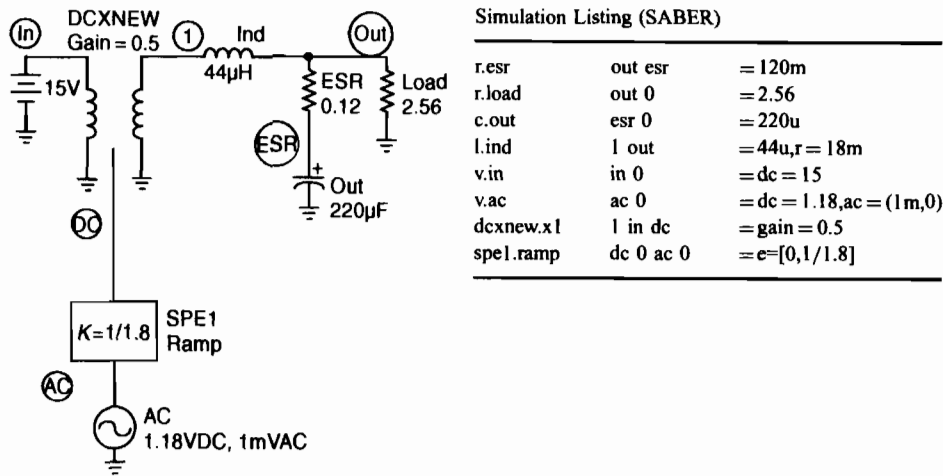 DCXNEW
Gain = 0.5
In
1
Ind
Out
15V
44µH
ESR
0.12
Load
2.56
ESR
+
Out
220µF
DC
K=1/1.8
SPE1
Ramp
AC
AC
1.18VDC, 1mVAC
Simulation Listing (SABER)
r.esr out esr =120m
r.load out 0 =2.56
c.out esr 0 =220u
l.ind 1 out =44u,r=18m
v.in in 0 =dc=15
v.ac ac 0 =dc=1.18,ac=(1m,0)
dcxnew.x1 1 in dc =gain=0.5
spe1.ramp dc 0 ac 0 =e=[0,1/1.8]